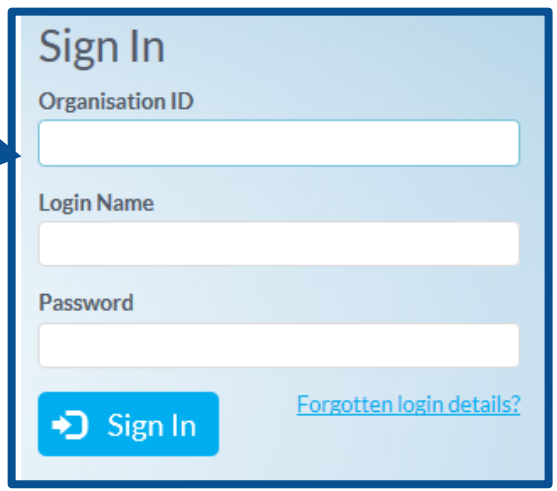 Sign In
Organisation ID
Login Name
Password
Sign In
Forgotten login details?